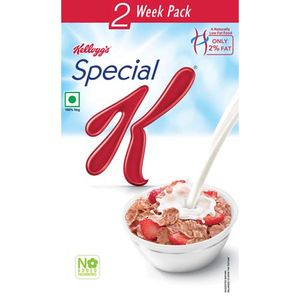 2 Week Pack
A Naturally
Low Fat Food
ONLY
2% FAT
Kellogg's
Special
K
100% Veg
NO